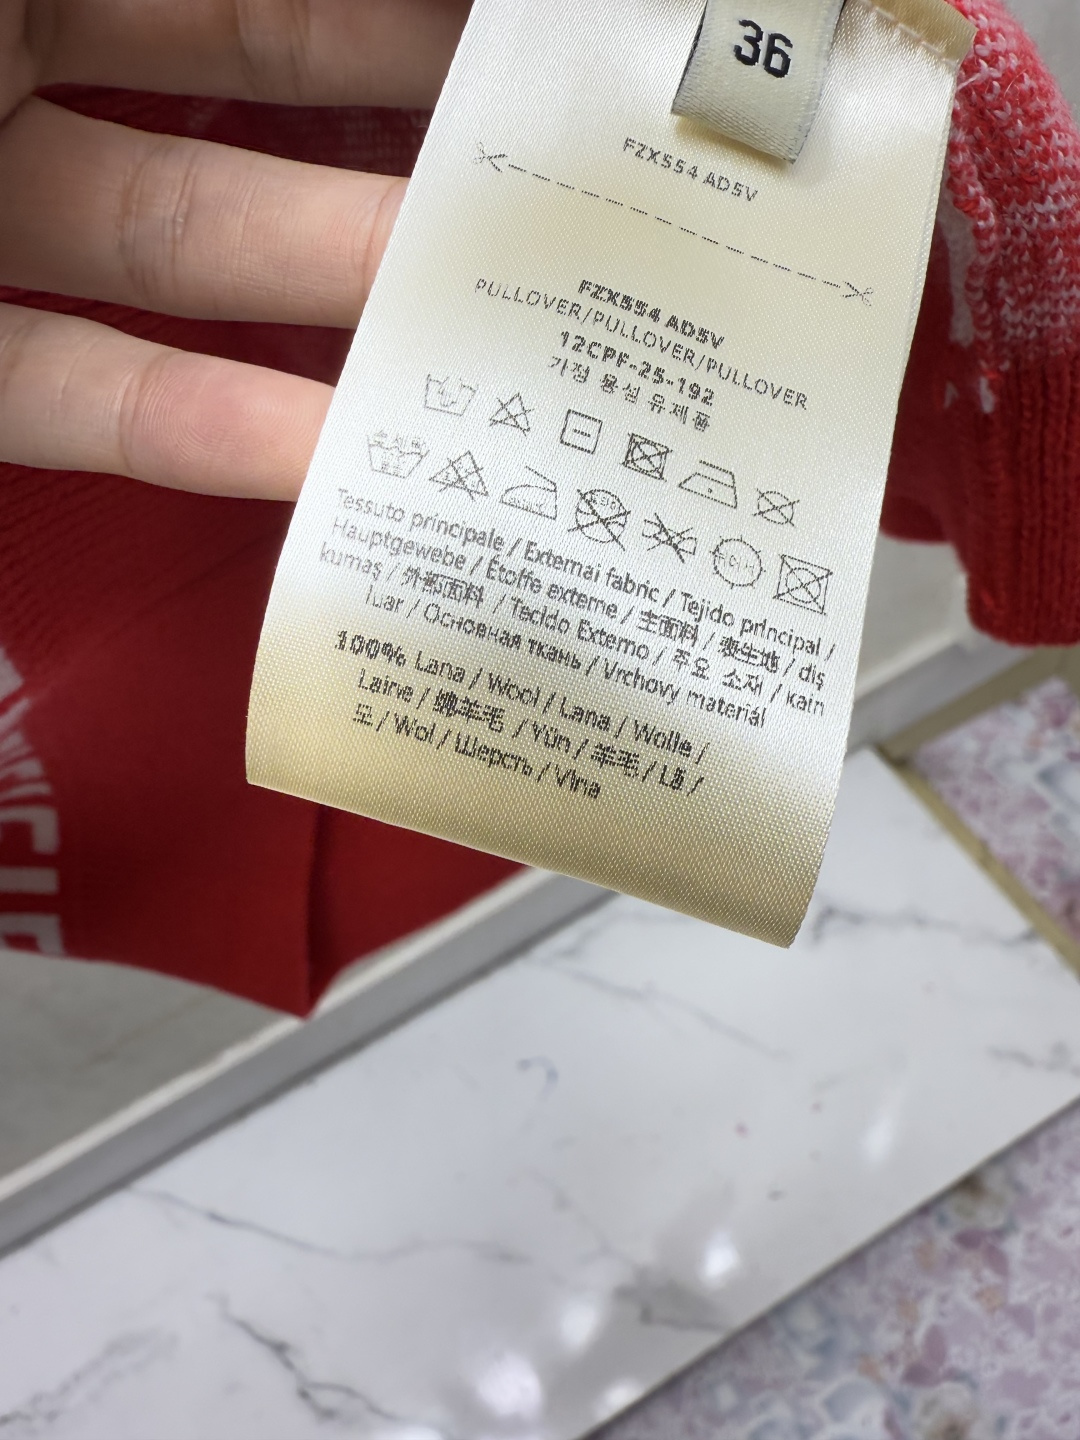 36
FZX554 AD5V
FZX554 AD5V
PULLOVER/PULLOVER/PULLOVER
12CPF-25-192
가정 용 섬 유 제 품
Tessuto principale / External fabric / Tejido principal /
Hauptgewebe / Étoffe externe / 主面料 / 表生地 / dış
kumaş / 外部面料 / Tecido Externo / 주요 소재 / kain
luar / Основная ткань / Vrchový materiál
100% Lana / Wool / Lana / Wolle /
Laine / 綿羊毛 / Yün / 羊毛 / Lã /
모 / Wol / Шерсть / Vlna